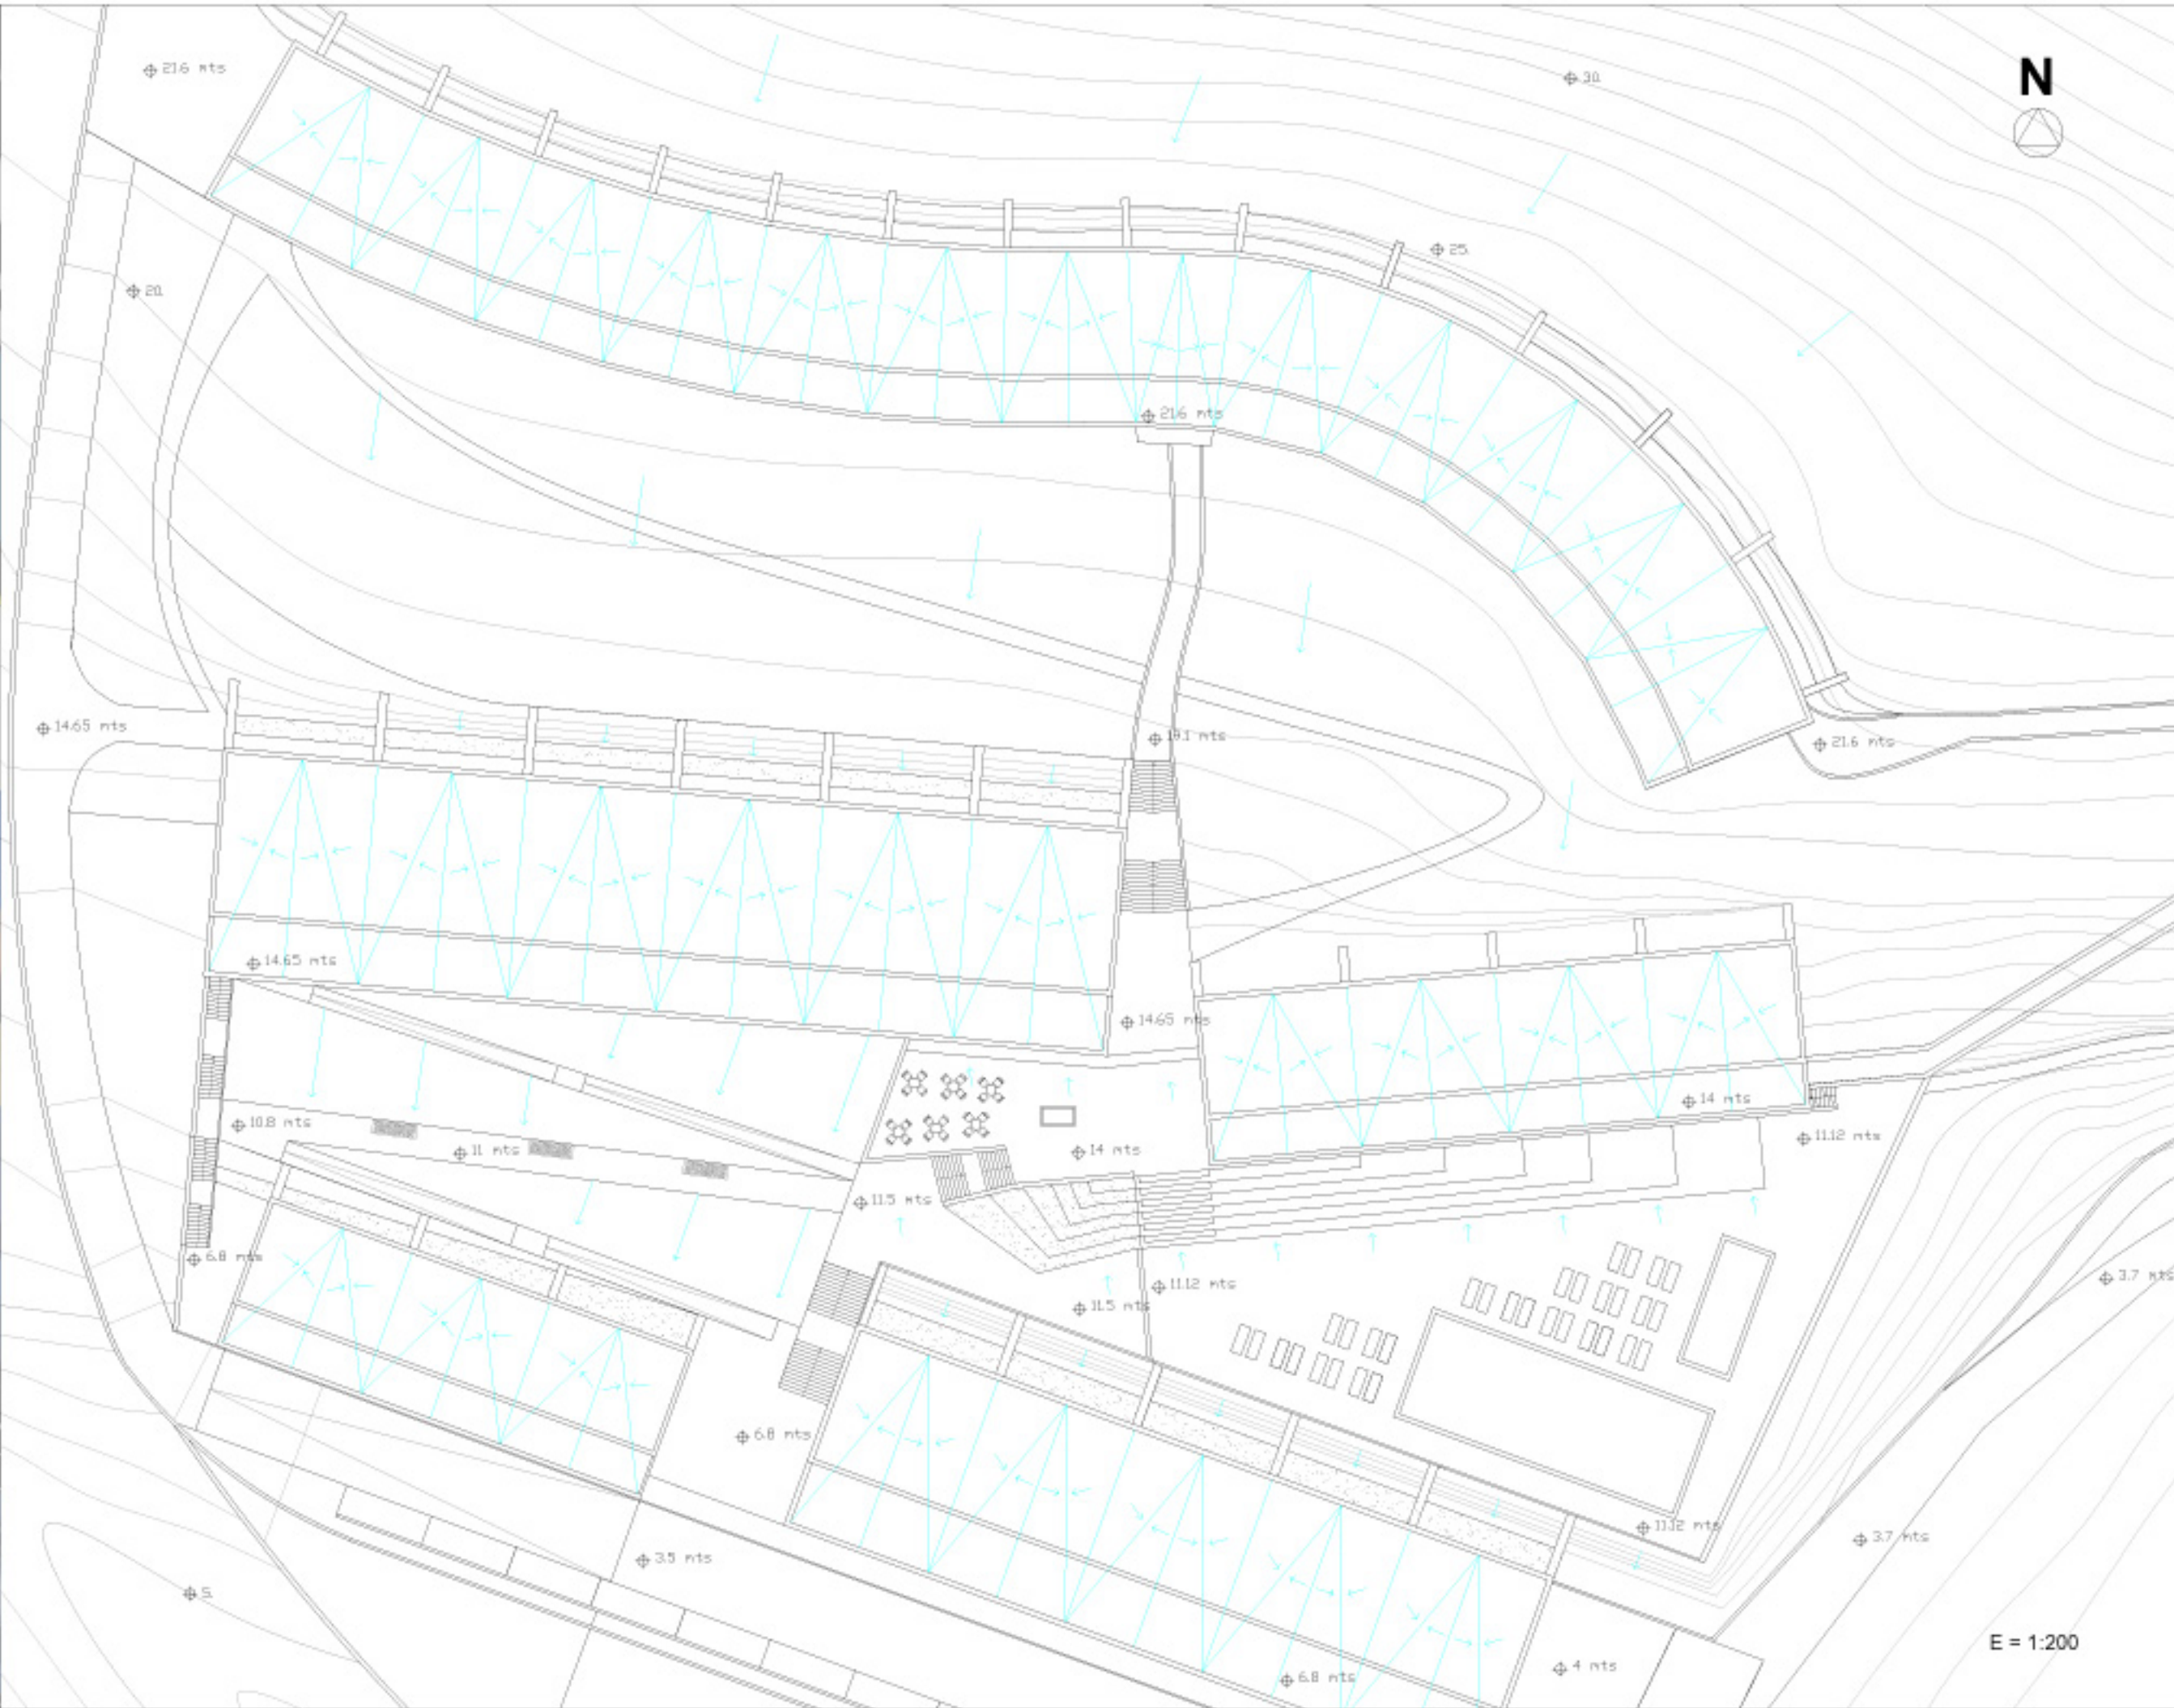 N
21.6 mts
30.
25.
20.
21.6 mts
14.65 mts
19.1 mts
21.6 mts
14.65 mts
14.65 mts
14 mts
10.8 mts
11 mts
14 mts
11.12 mts
11.5 mts
6.8 mts
11.12 mts
11.5 mts
3.7 mts
6.8 mts
11.12 mts
3.7 mts
3.5 mts
5.
E = 1:200
4 mts
6.8 mts